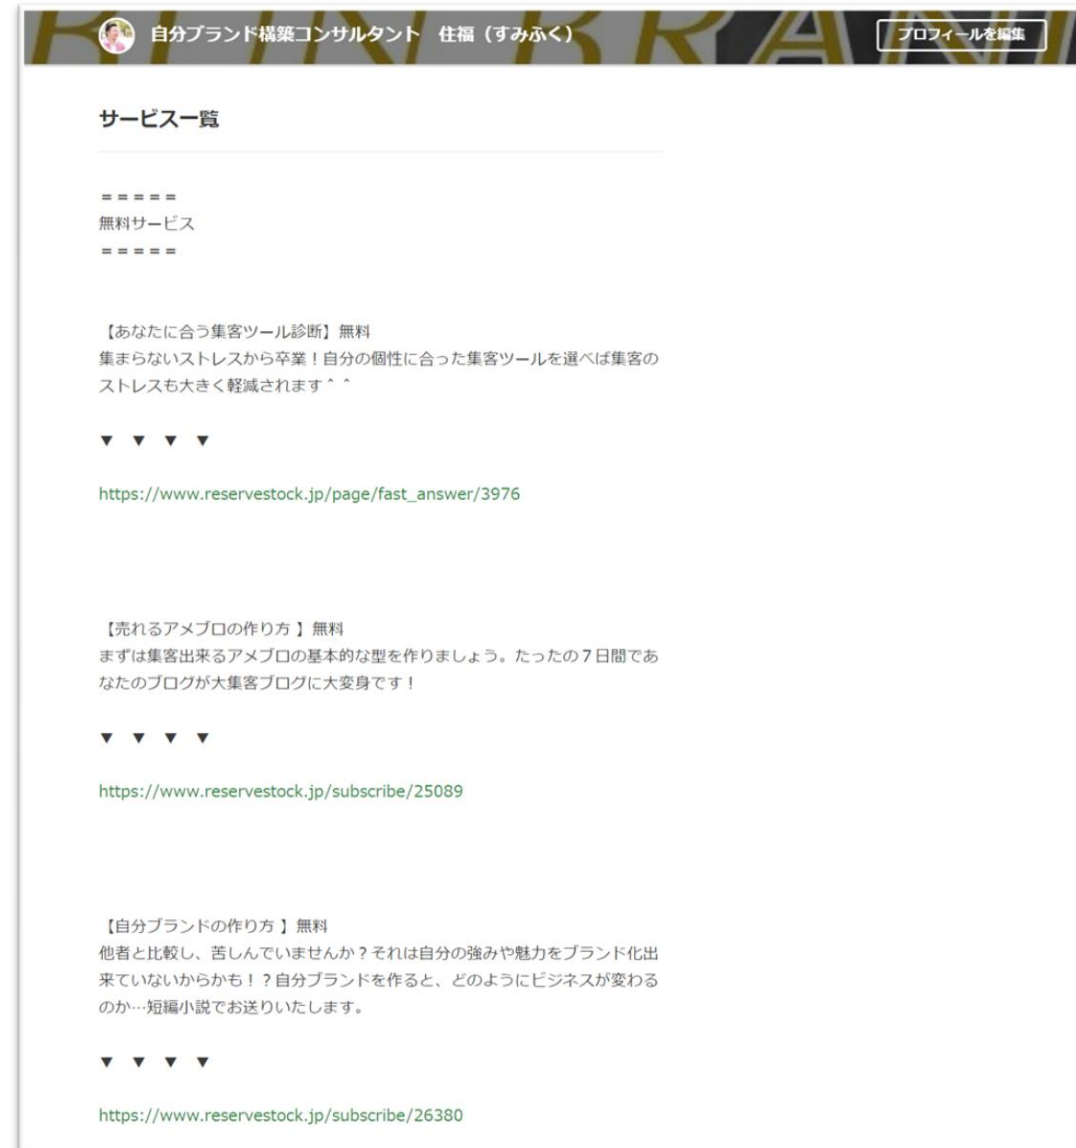 自分ブランド構築コンサルタント　住福（すみふく）
プロフィールを編集
サービス一覧
＝＝＝＝＝
無料サービス
＝＝＝＝＝
【あなたに合う集客ツール診断】無料
集まらないストレスから卒業！自分の個性に合った集客ツールを選べば集客の
ストレスも大きく軽減されます＾＾
▼　▼　▼　▼
https://www.reservestock.jp/page/fast_answer/3976
【売れるアメブロの作り方 】無料
まずは集客出来るアメブロの基本的な型を作りましょう。たったの７日間であ
なたのブログが大集客ブログに大変身です！
▼　▼　▼　▼
https://www.reservestock.jp/subscribe/25089
【自分ブランドの作り方 】無料
他者と比較し、苦しんでいませんか？それは自分の強みや魅力をブランド化出
来ていないからかも！？自分ブランドを作ると、どのようにビジネスが変わる
のか…短編小説でお送りいたします。
▼　▼　▼　▼
https://www.reservestock.jp/subscribe/26380